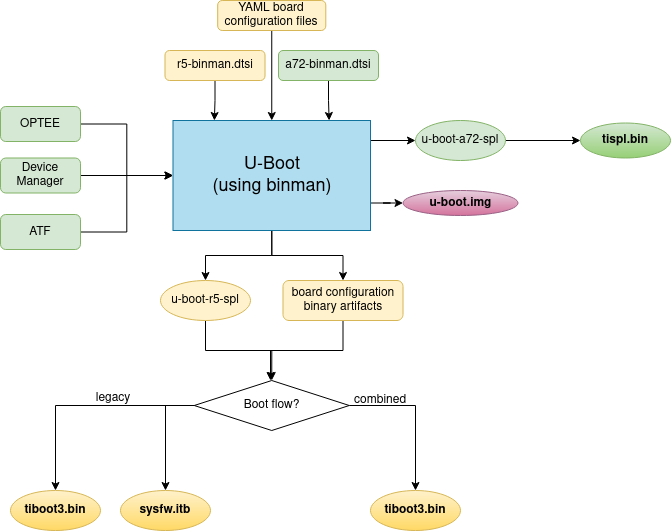 YAML board
configuration files
r5-binman.dtsi
a72-binman.dtsi
OPTEE
Device
Manager
ATF
U-Boot
(using binman)
u-boot-a72-spl
tispl.bin
u-boot.img
u-boot-r5-spl
board configuration
binary artifacts
Boot flow?
legacy
combined
tiboot3.bin
sysfw.itb
tiboot3.bin